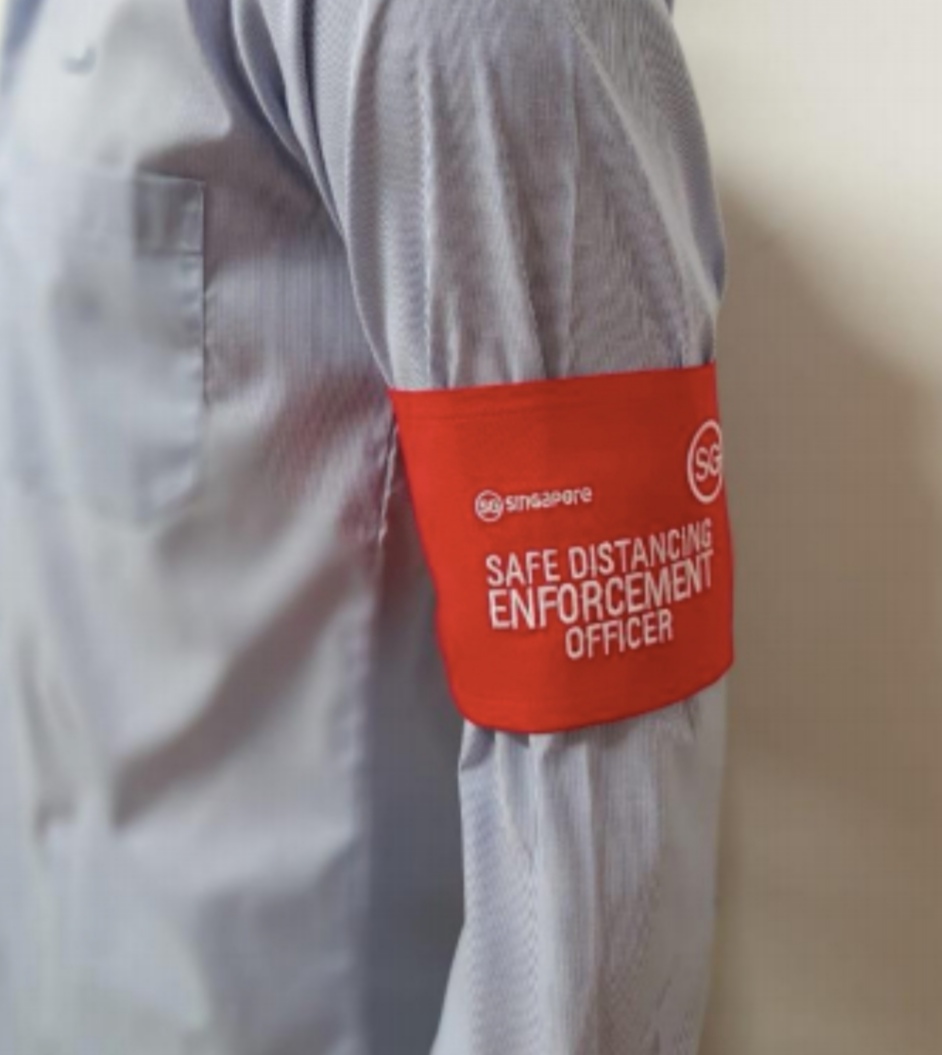 SG SINGAPORE
SG
SAFE DISTANCING
ENFORCEMENT
OFFICER